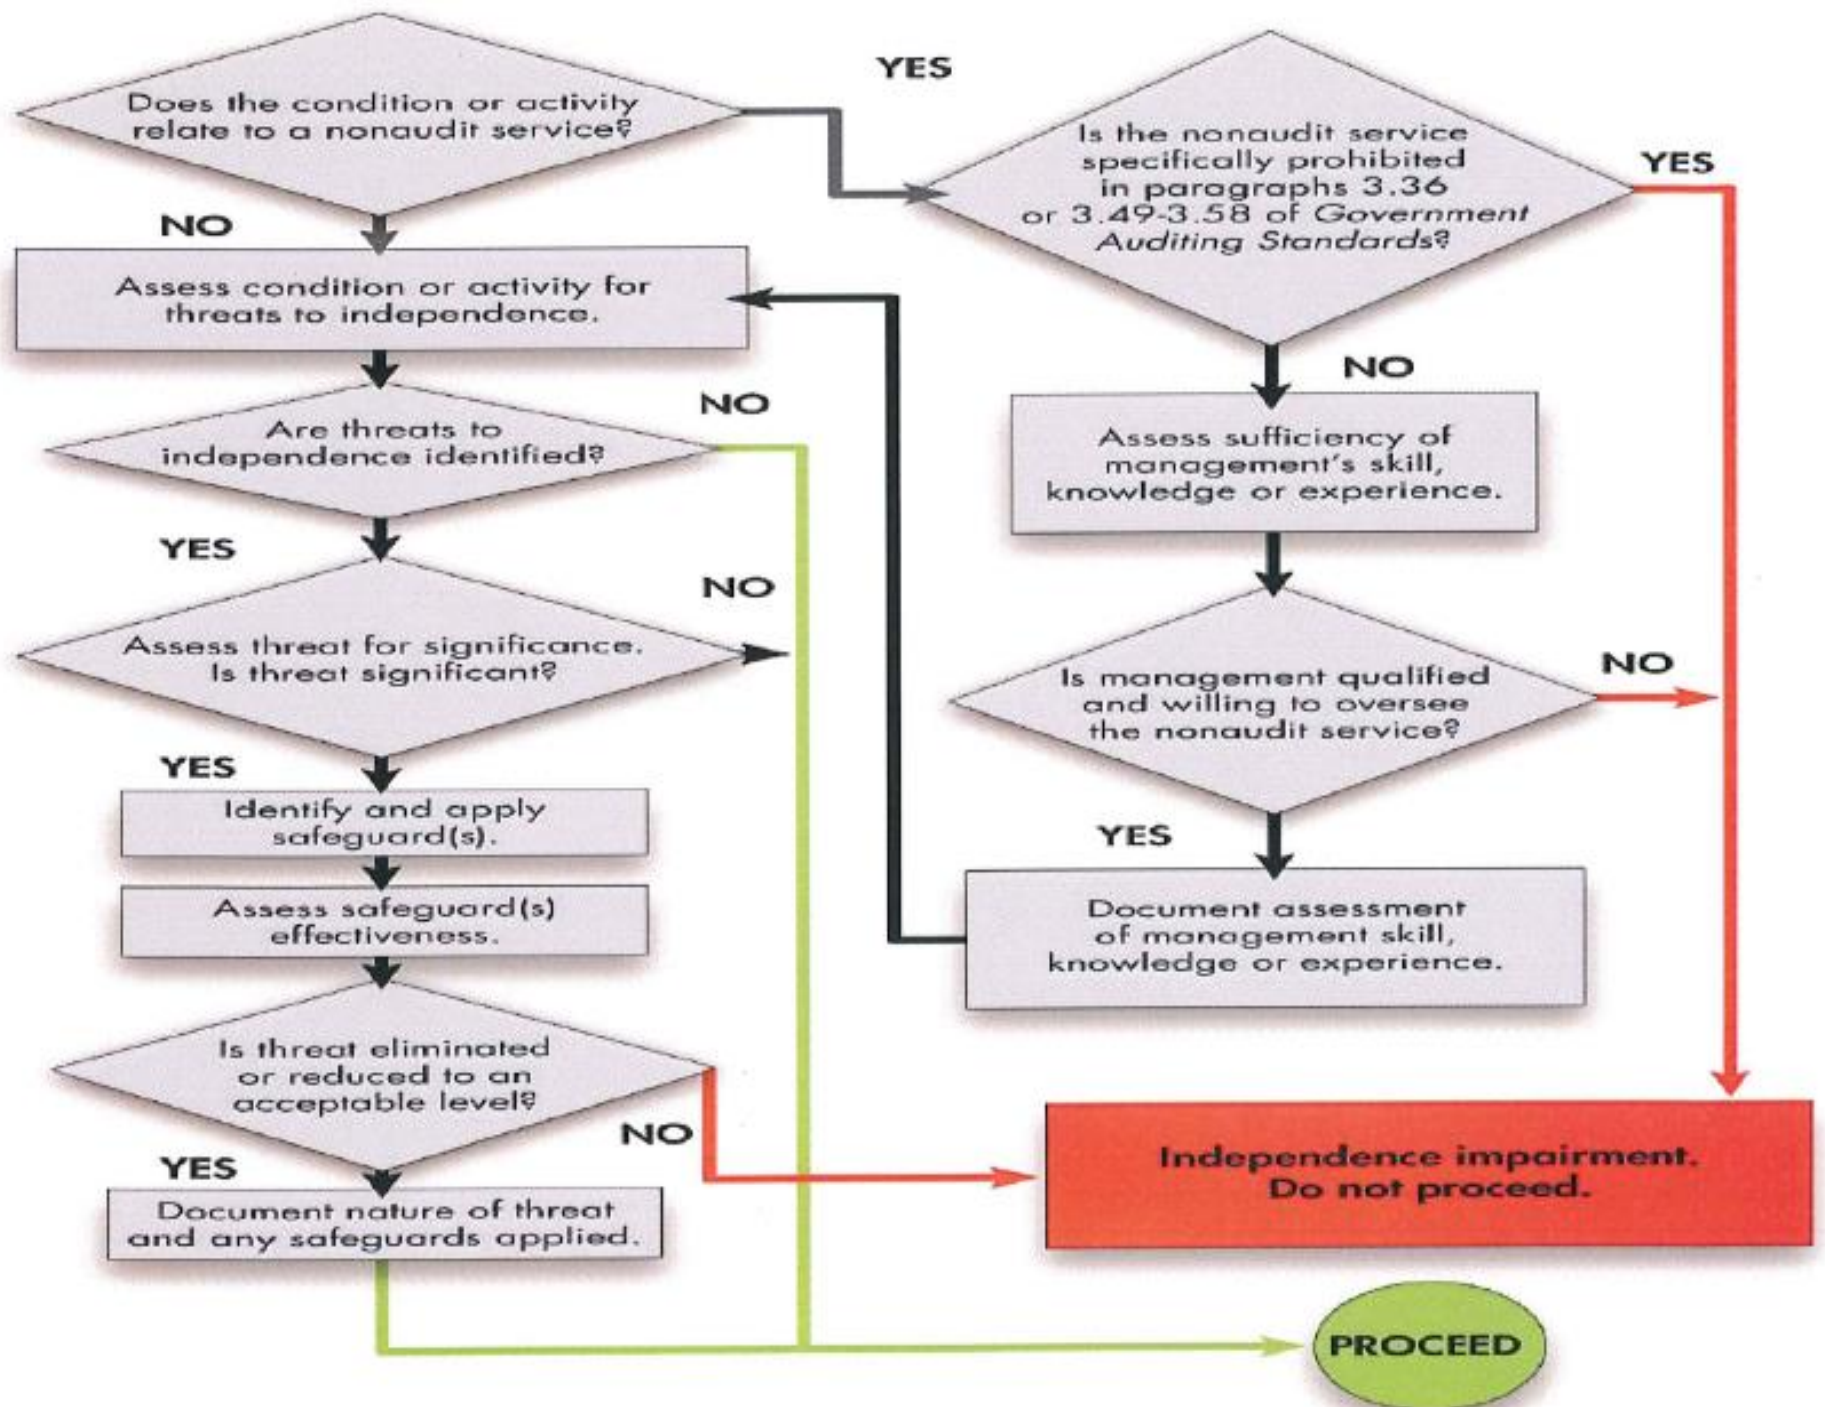 Does the condition or activity
relate to a nonaudit service?
YES
NO
Is the nonaudit service
specifically prohibited
in paragraphs 3.36
or 3.49-3.58 of Government
Auditing Standards?
YES
NO
Assess condition or activity for
threats to independence.
Are threats to
independence identified?
NO
YES
Assess threat for significance.
Is threat significant?
NO
YES
Identify and apply
safeguard(s).
Assess safeguard(s)
effectiveness.
Is threat eliminated
or reduced to an
acceptable level?
NO
YES
Document nature of threat
and any safeguards applied.
Assess sufficiency of
management's skill,
knowledge or experience.
Is management qualified
and willing to oversee
the nonaudit service?
NO
YES
Document assessment
of management skill,
knowledge or experience.
Independence impairment.
Do not proceed.
PROCEED